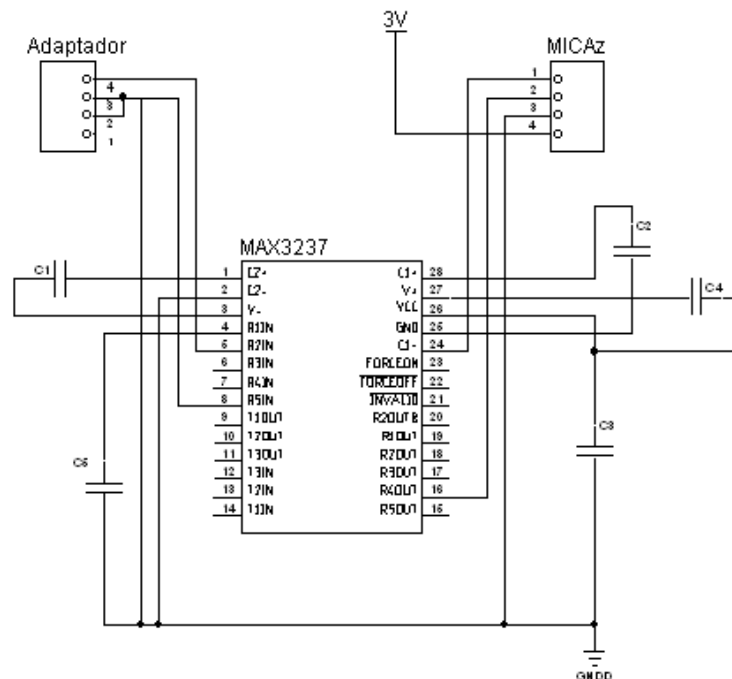 3V
Adaptador
MICAz
4
3
2
1
1
2
3
4
MAX3237
C1
C2
C4
C5
C3
1 C2+ C1+ 28
2 C2- V+ 27
3 V- VCC 26
4 R1IN GND 25
5 R2IN C1- 24
6 R3IN FORCEON 23
7 R4IN FORCEOFF 22
8 R5IN INVALID 21
9 T1OUT R2OUTB 20
10 T2OUT R1OUT 19
11 T3OUT R2OUT 18
12 T3IN R3OUT 17
13 T2IN R4OUT 16
14 T1IN R5OUT 15
GNDD